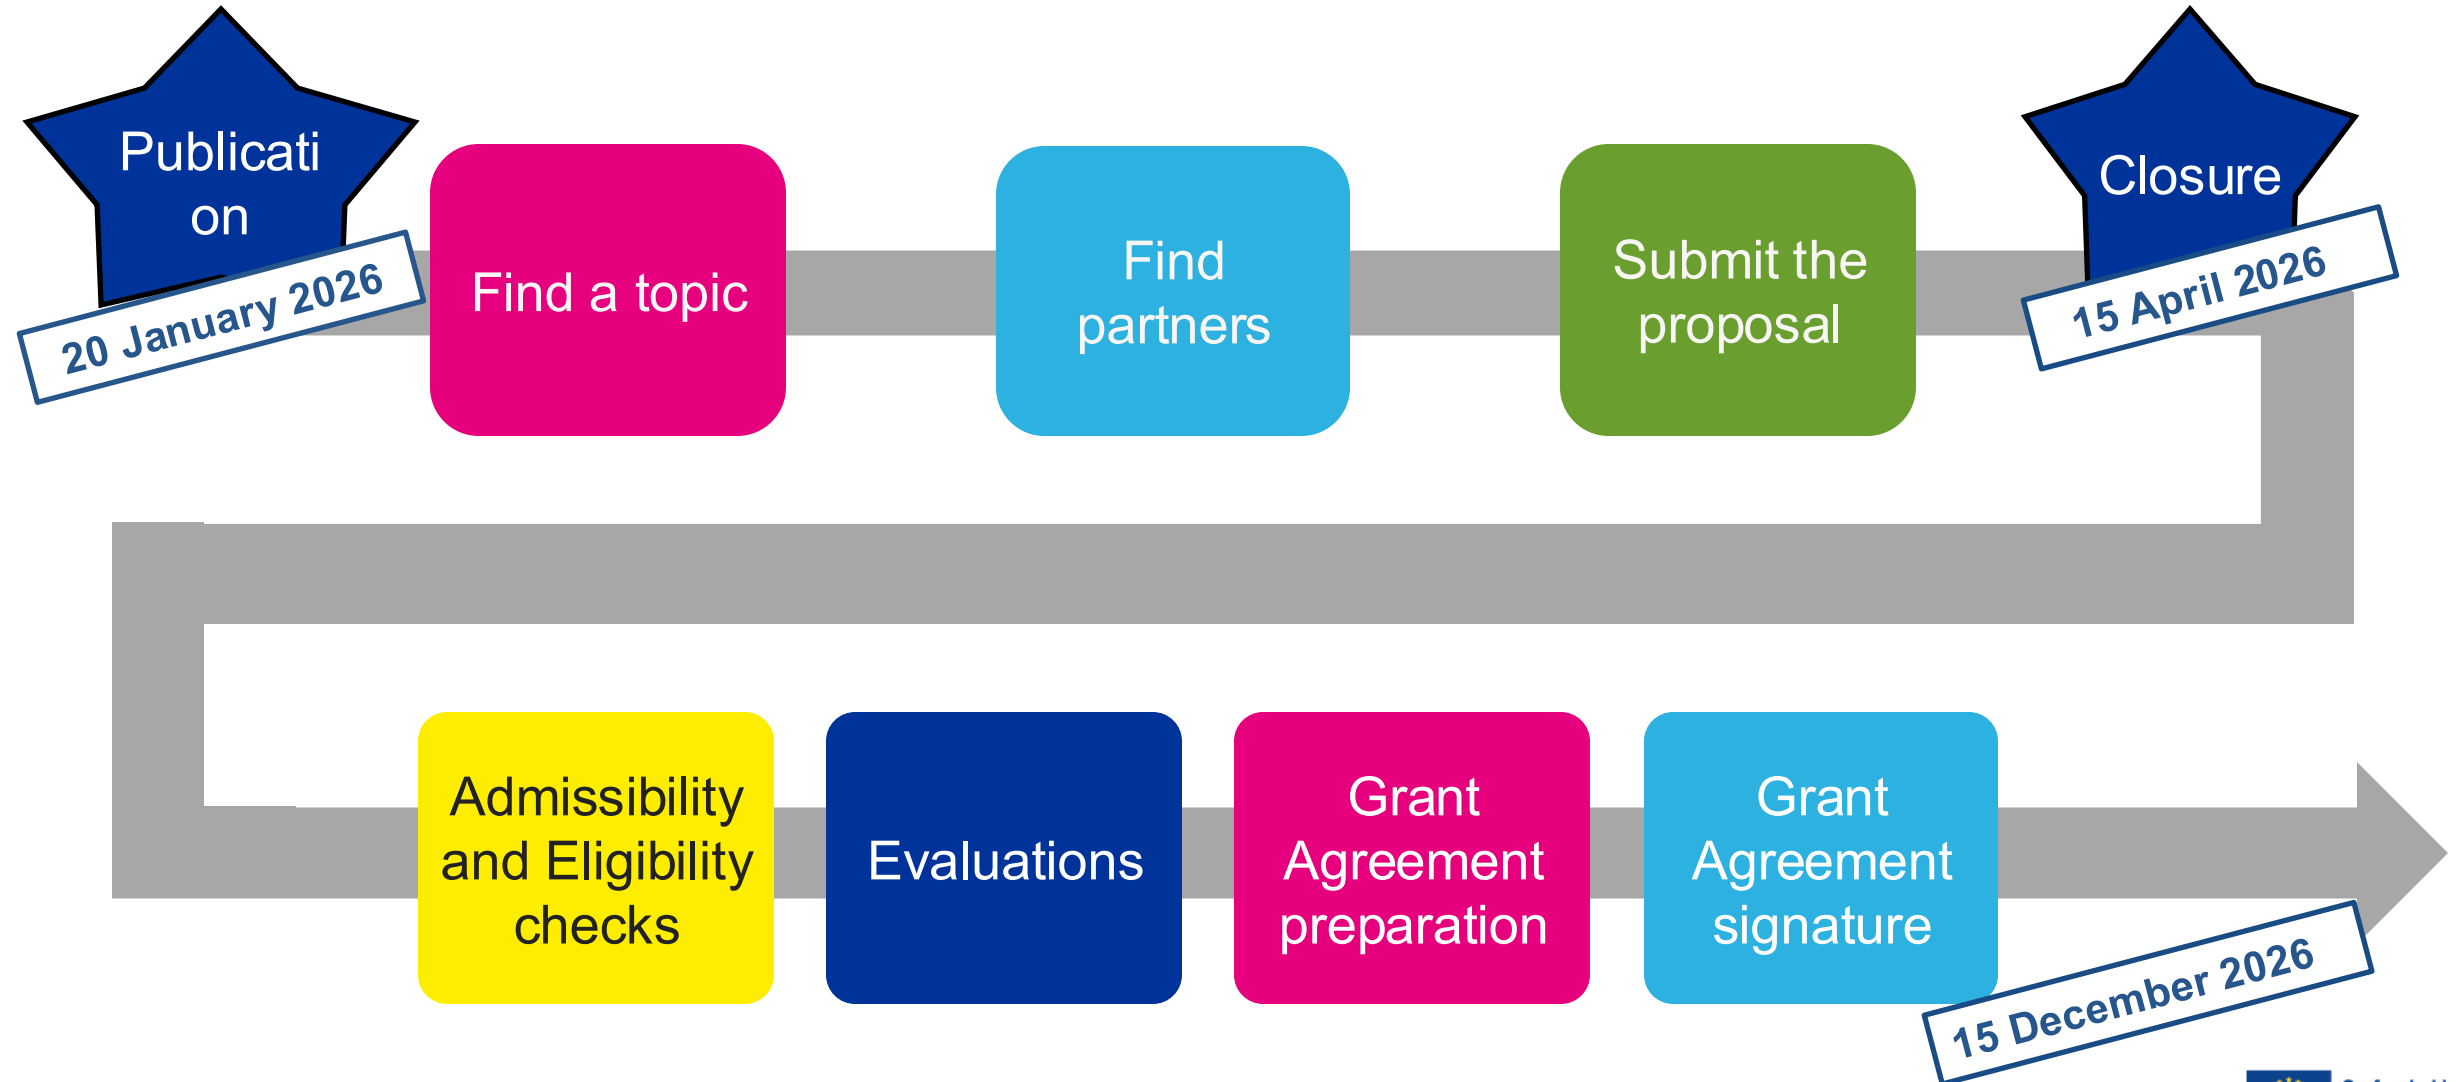 Publicati
on
20 January 2026
Find a topic
Find
partners
Submit the
proposal
Closure
15 April 2026
Admissibility
and Eligibility
checks
Evaluations
Grant
Agreement
preparation
Grant
Agreement
signature
15 December 2026